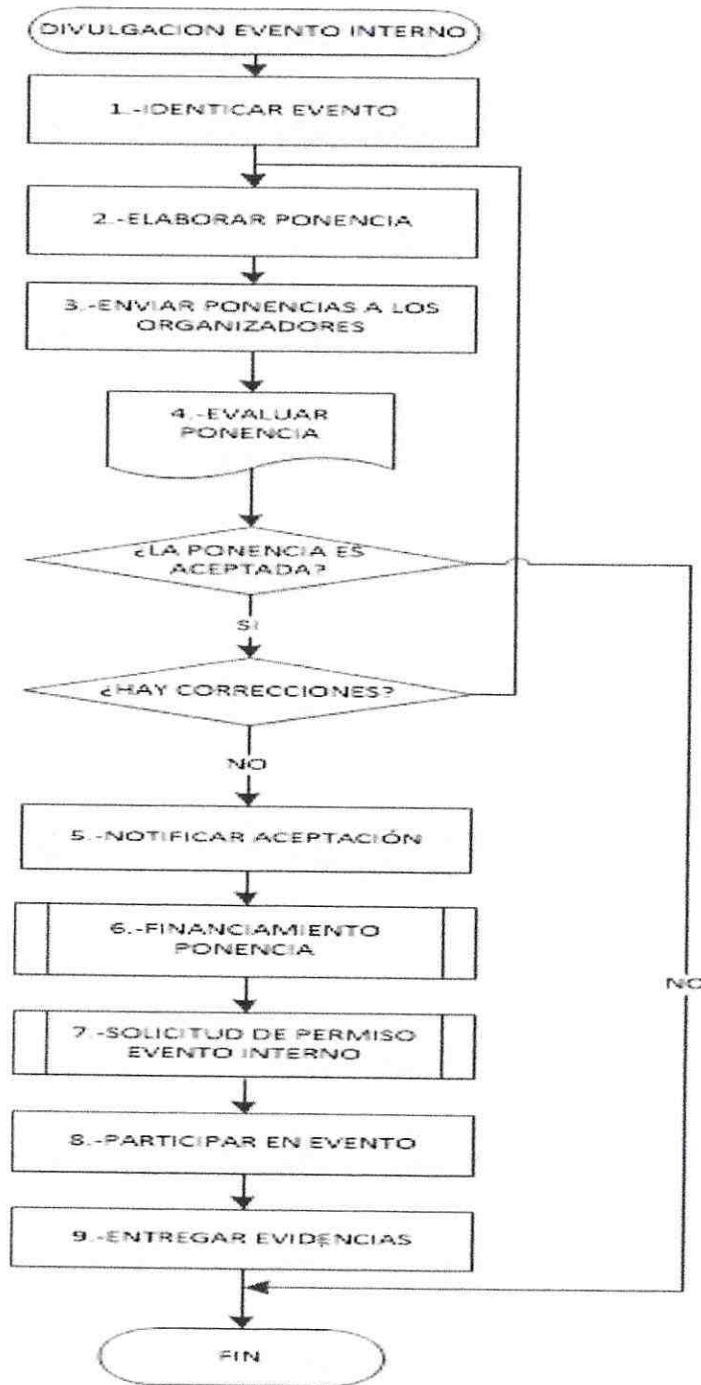 DIVULGACION EVENTO INTERNO
1.-IDENTICAR EVENTO
2.-ELABORAR PONENCIA
3.-ENVIAR PONENCIAS A LOS
ORGANIZADORES
4.-EVALUAR
PONENCIA
¿LA PONENCIA ES
ACEPTADA?
SI
¿HAY CORRECCIONES?
NO
5.-NOTIFICAR ACEPTACIÓN
6.-FINANCIAMIENTO
PONENCIA
NO
7.-SOLICITUD DE PERMISO
EVENTO INTERNO
8.-PARTICIPAR EN EVENTO
9.-ENTREGAR EVIDENCIAS
FIN